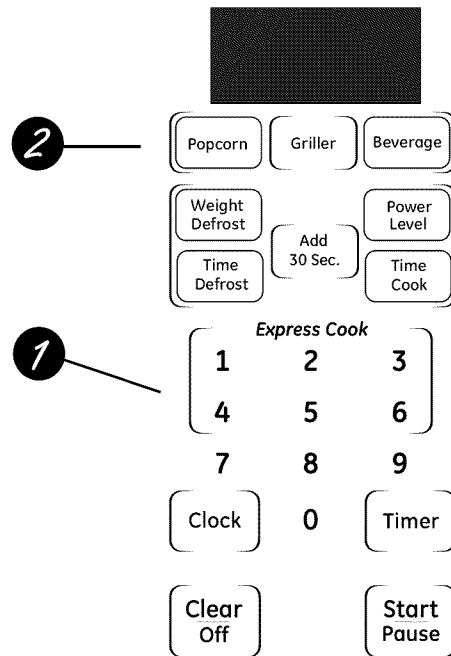 2
Popcorn Griller Beverage
Weight
Defrost
Power
Level
Add
30 Sec.
Time
Defrost
Time
Cook
1
Express Cook
1 2 3
4 5 6
7 8 9
Clock 0 Timer
Clear
Off
Start
Pause